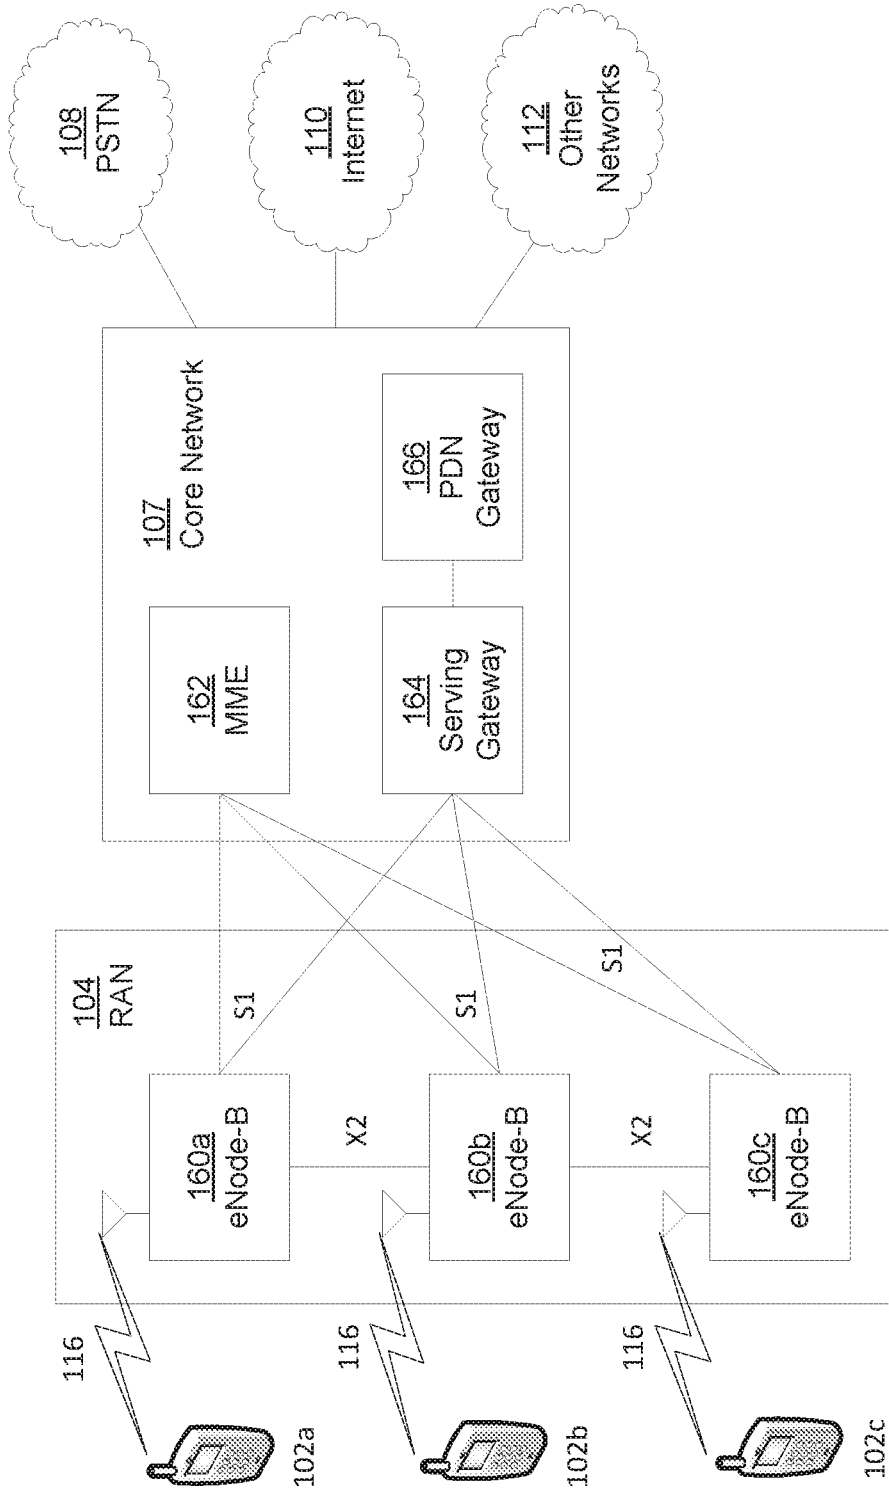 102a
116
104
RAN
160a
eNode-B
S1
X2
102b
116
160b
eNode-B
S1
X2
102c
116
160c
eNode-B
S1
107
Core Network
162
MME
164
Serving
Gateway
166
PDN
Gateway
108
PSTN
110
Internet
112
Other
Networks